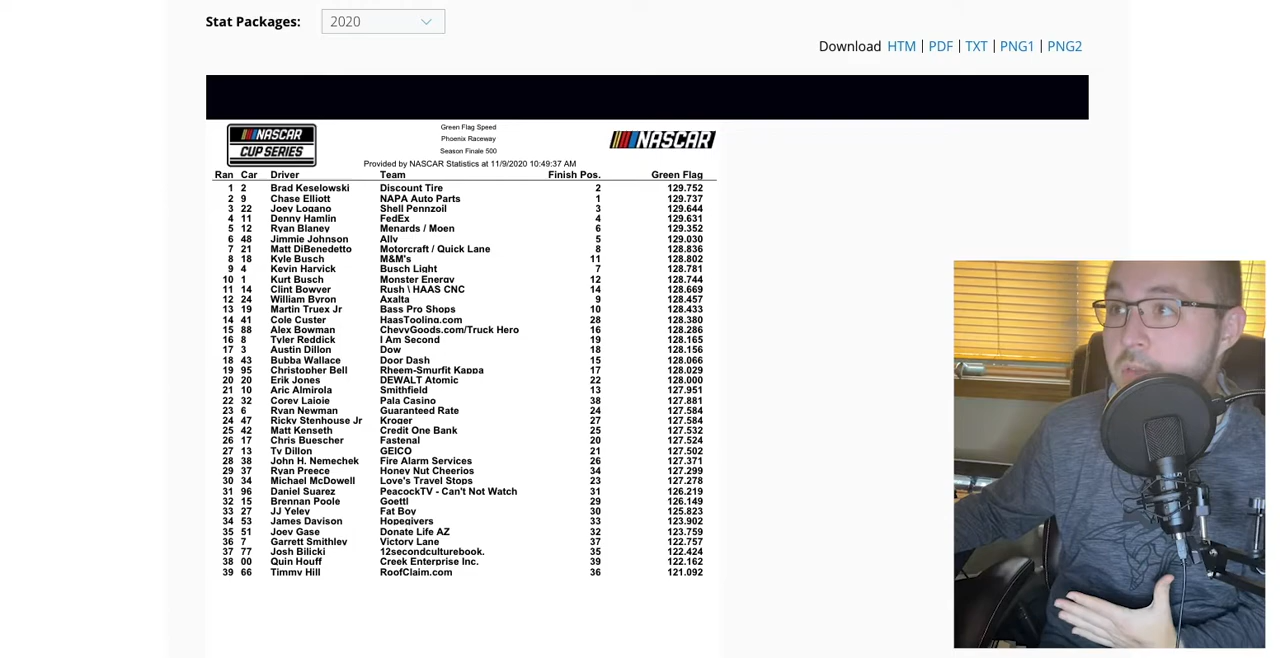 Stat Packages: 2020
Download HTM | PDF | TXT | PNG1 | PNG2
NASCAR CUP SERIES
Green Flag Speed
Phoenix Raceway
Season Finale 500
NASCAR
Provided by NASCAR Statistics at 11/9/2020 10:49:37 AM
Ran Car Driver Team Finish Pos. Green Flag
1 2 Brad Keselowski Discount Tire 2 129.752
2 9 Chase Elliott NAPA Auto Parts 1 129.737
3 22 Joey Logano Shell Pennzoil 3 129.644
4 11 Denny Hamlin FedEx 4 129.631
5 12 Ryan Blaney Menards / Moen 6 129.352
6 48 Jimmie Johnson Ally 5 129.030
7 21 Matt DiBenedetto Motorcraft / Quick Lane 8 128.836
8 18 Kyle Busch M&M's 11 128.802
9 4 Kevin Harvick Busch Light 7 128.781
10 1 Kurt Busch Monster Energy 12 128.744
11 14 Clint Bowyer Rush \ HAAS CNC 14 128.669
12 24 William Byron Axalta 9 128.457
13 19 Martin Truex Jr Bass Pro Shops 10 128.433
14 41 Cole Custer HaasTooling.com 28 128.380
15 88 Alex Bowman ChevyGoods.com/Truck Hero 16 128.286
16 8 Tyler Reddick I Am Second 19 128.165
17 3 Austin Dillon Dow 18 128.156
18 43 Bubba Wallace Door Dash 15 128.066
19 95 Christopher Bell Rheem-Smurfit Kappa 17 128.029
20 20 Erik Jones DEWALT Atomic 22 128.000
21 10 Aric Almirola Smithfield 13 127.951
22 32 Corey Lajoie Pala Casino 38 127.881
23 6 Ryan Newman Guaranteed Rate 24 127.584
24 47 Ricky Stenhouse Jr Kroger 27 127.584
25 42 Matt Kenseth Credit One Bank 25 127.532
26 17 Chris Buescher Fastenal 20 127.524
27 13 Ty Dillon GEICO 21 127.502
28 38 John H. Nemechek Fire Alarm Services 26 127.371
29 37 Ryan Preece Honey Nut Cheerios 34 127.299
30 34 Michael McDowell Love's Travel Stops 23 127.278
31 96 Daniel Suarez PeacockTV - Can't Not Watch 31 126.219
32 15 Brennan Poole Goettl 29 126.149
33 27 JJ Yeley Fat Boy 30 125.823
34 53 James Davison Hopegivers 33 123.902
35 51 Joey Gase Donate Life AZ 32 123.759
36 7 Garrett Smithley Victory Lane 37 122.757
37 77 Josh Bilicki 12secondculturebook. 35 122.424
38 00 Quin Houff Creek Enterprise Inc. 39 122.162
39 66 Timmy Hill RoofClaim.com 36 121.092